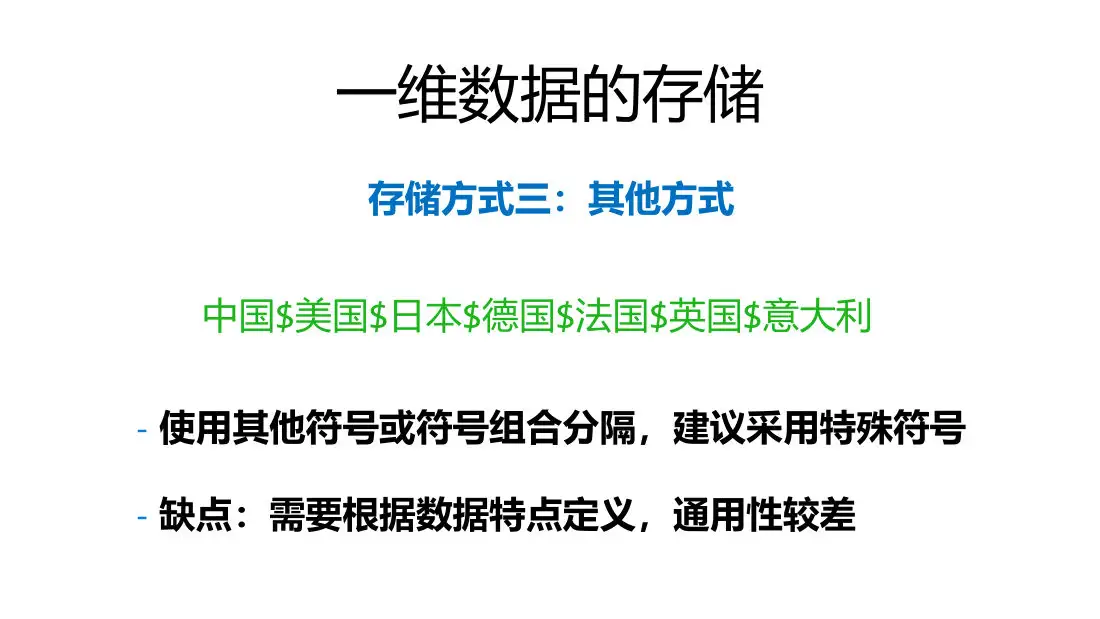 一维数据的存储
存储方式三：其他方式
中国$美国$日本$德国$法国$英国$意大利
- 使用其他符号或符号组合分隔，建议采用特殊符号
- 缺点：需要根据数据特点定义，通用性较差